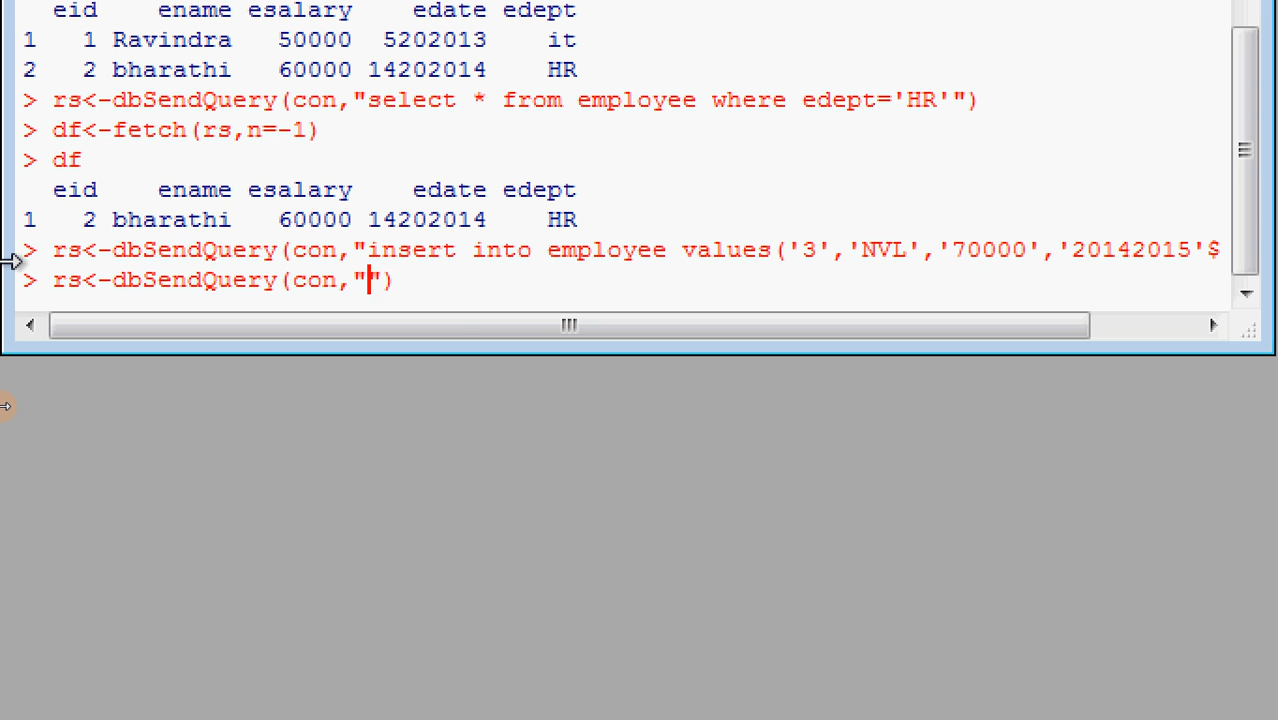 eid ename esalary edate edept
1 1 Ravindra 50000 5202013 it
2 2 bharathi 60000 14202014 HR
> rs<-dbSendQuery(con,"select * from employee where edept='HR'")
> df<-fetch(rs,n=-1)
> df
eid ename esalary edate edept
1 2 bharathi 60000 14202014 HR
> rs<-dbSendQuery(con,"insert into employee values('3','NVL','70000','20142015'$
> rs<-dbSendQuery(con,"")